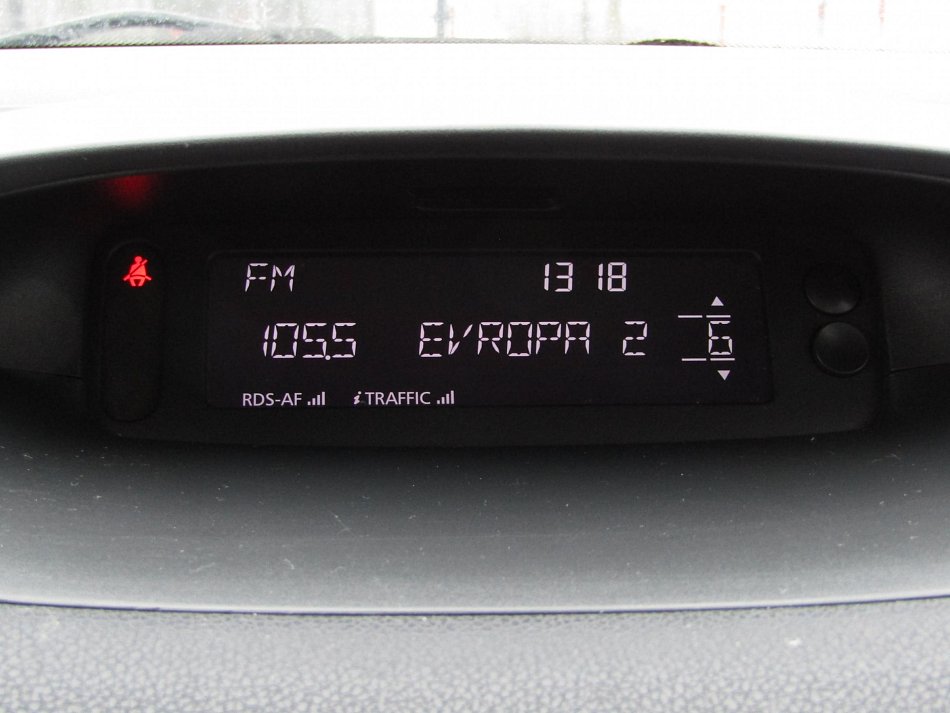 FM 13 18
105.5 EVROPA 2 6
RDS-AF i TRAFFIC